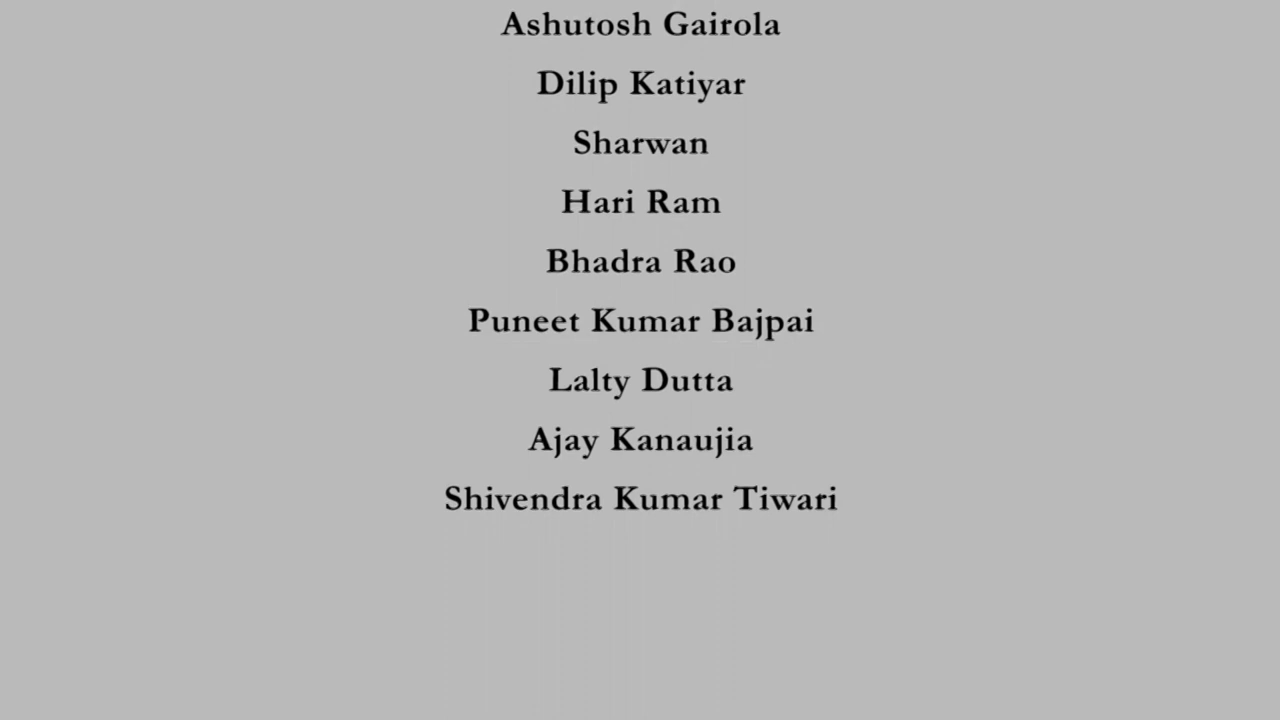 Ashutosh Gairola
Dilip Katiyar
Sharwan
Hari Ram
Bhadra Rao
Puneet Kumar Bajpai
Lalty Dutta
Ajay Kanaujia
Shivendra Kumar Tiwari